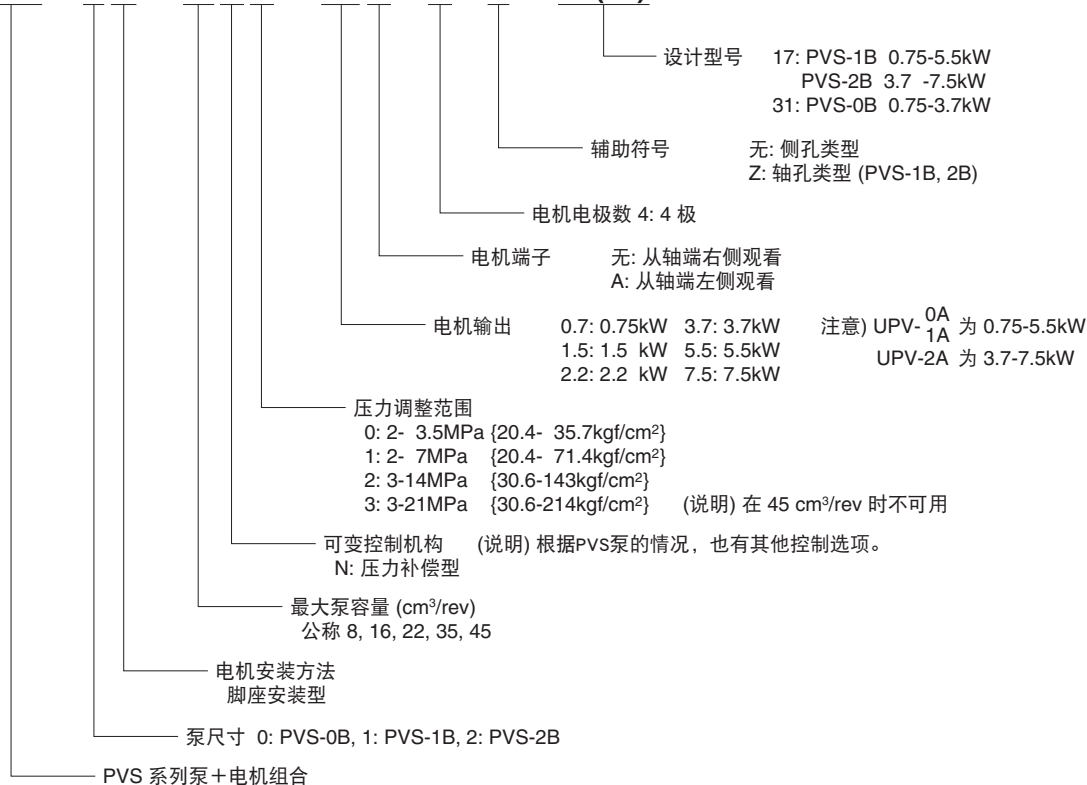 设计型号 17: PVS-1B 0.75-5.5kW
PVS-2B 3.7 -7.5kW
31: PVS-0B 0.75-3.7kW
辅助符号 无: 侧孔类型
Z: 轴孔类型 (PVS-1B, 2B)
电机电极数 4: 4 极
电机端子 无: 从轴端右侧观看
A: 从轴端左侧观看
电机输出 0.7: 0.75kW 3.7: 3.7kW 注意) UPV- 0A 1A 为 0.75-5.5kW
1.5: 1.5 kW 5.5: 5.5kW UPV-2A 为 3.7-7.5kW
2.2: 2.2 kW 7.5: 7.5kW
压力调整范围
0: 2- 3.5MPa {20.4- 35.7kgf/cm²}
1: 2- 7MPa {20.4- 71.4kgf/cm²}
2: 3-14MPa {30.6-143kgf/cm²}
3: 3-21MPa {30.6-214kgf/cm²} (说明) 在 45 cm³/rev 时不可用
可变控制机构 (说明) 根据PVS泵的情况，也有其他控制选项。
N: 压力补偿型
最大泵容量 (cm³/rev)
公称 8, 16, 22, 35, 45
电机安装方法
脚座安装型
泵尺寸 0: PVS-0B, 1: PVS-1B, 2: PVS-2B
PVS 系列泵＋电机组合